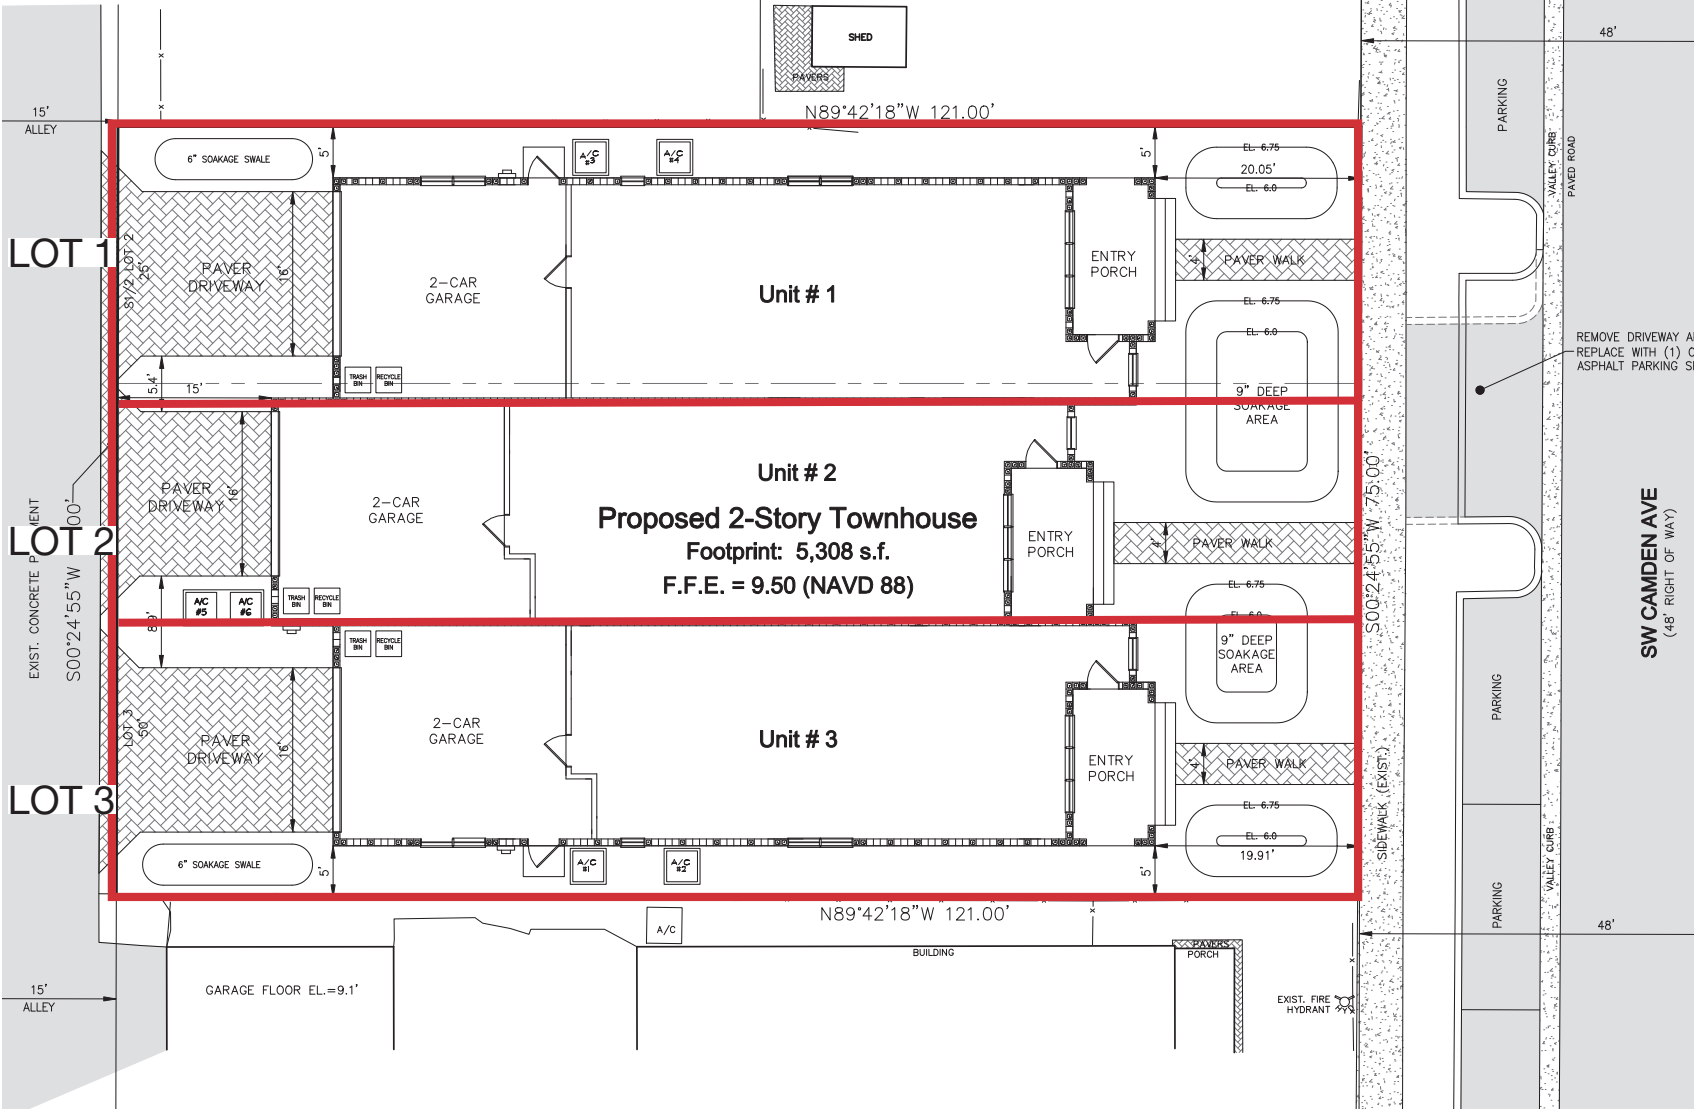 SHED
PAVERS
48'
N89°42'18"W 121.00'
15'
ALLEY
PARKING
VALLEY CURB
PAVED ROAD
6" SOAKAGE SWALE
5'
A/C
#3
A/C
#4
5'
EL. 6.75
20.05'
EL. 6.0
LOT 1
S1/2 LOT 2
25'
PAVER
DRIVEWAY
16'
2-CAR
GARAGE
Unit # 1
ENTRY
PORCH
4'
PAVER WALK
EL. 6.75
EL. 6.0
REMOVE DRIVEWAY
REPLACE WITH (1)
ASPHALT PARKING
5.4'
15'
TRASH
BIN
RECYCLE
BIN
9" DEEP
SOAKAGE
AREA
Unit # 2
PAVER
DRIVEWAY
16'
2-CAR
GARAGE
Proposed 2-Story Townhouse
Footprint: 5,308 s.f.
F.F.E. = 9.50 (NAVD 88)
ENTRY
PORCH
4'
PAVER WALK
LOT 2
EXIST. CONCRETE
S00°24'55"W
00'
S00°24'55"W 75.00'
SW CAMDEN AVE
(48' RIGHT OF WAY)
A/C
#5
A/C
#6
TRASH
BIN
RECYCLE
BIN
8.9'
EL. 6.75
EL. 6.0
9" DEEP
SOAKAGE
AREA
TRASH
BIN
RECYCLE
BIN
LOT 3
50'
PAVER
DRIVEWAY
16'
2-CAR
GARAGE
Unit # 3
ENTRY
PORCH
4'
PAVER WALK
PARKING
LOT 3
SIDEWALK (EXIST.)
EL. 6.75
EL. 6.0
19.91'
6" SOAKAGE SWALE
5'
A/C
#1
A/C
#2
5'
VALLEY CURB
PARKING
N89°42'18"W 121.00'
48'
A/C
BUILDING
PAVERS
PORCH
GARAGE FLOOR EL.=9.1'
15'
ALLEY
EXIST. FIRE
HYDRANT